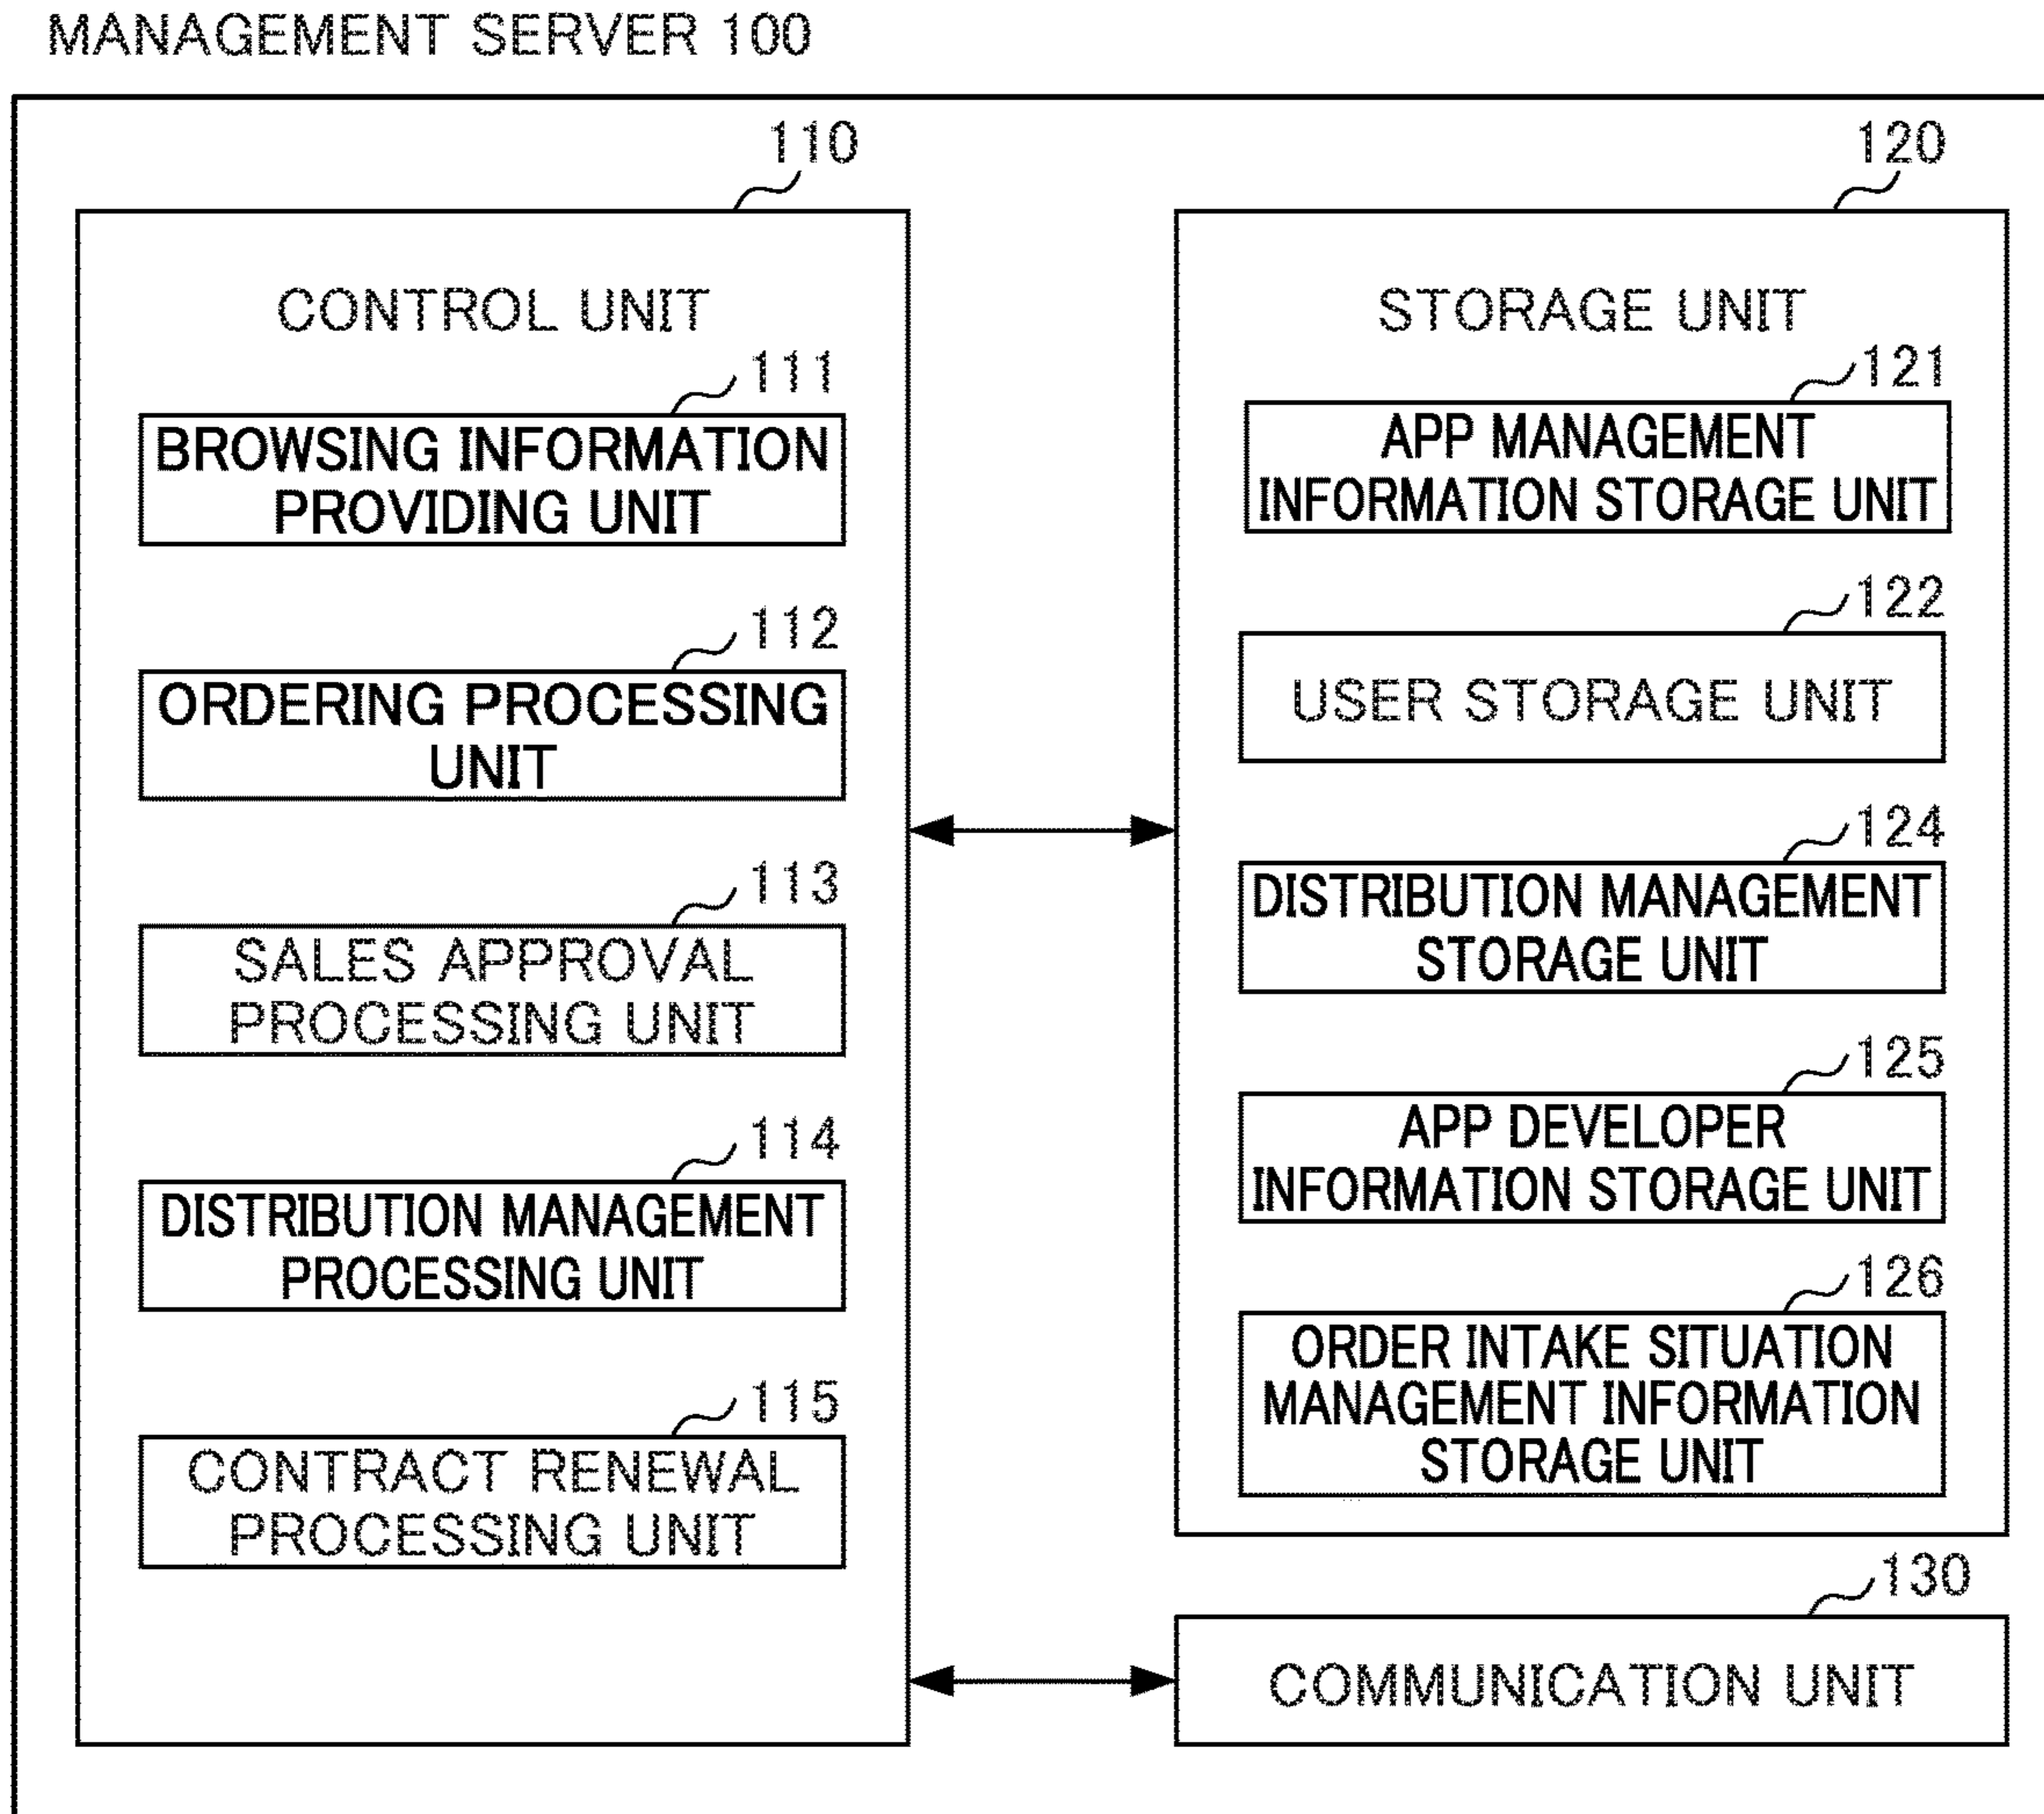 MANAGEMENT SERVER 100
110
CONTROL UNIT
111
BROWSING INFORMATION
PROVIDING UNIT
112
ORDERING PROCESSING
UNIT
113
SALES APPROVAL
PROCESSING UNIT
114
DISTRIBUTION MANAGEMENT
PROCESSING UNIT
115
CONTRACT RENEWAL
PROCESSING UNIT
120
STORAGE UNIT
121
APP MANAGEMENT
INFORMATION STORAGE UNIT
122
USER STORAGE UNIT
124
DISTRIBUTION MANAGEMENT
STORAGE UNIT
125
APP DEVELOPER
INFORMATION STORAGE UNIT
126
ORDER INTAKE SITUATION
MANAGEMENT INFORMATION
STORAGE UNIT
130
COMMUNICATION UNIT